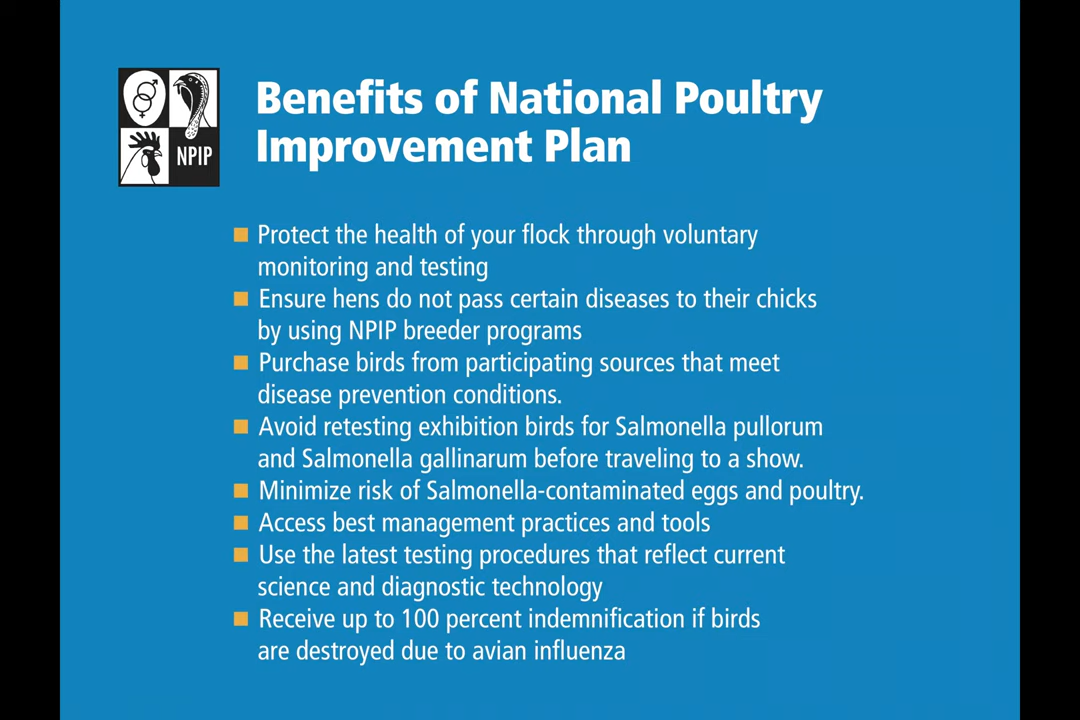 NPIP
Benefits of National Poultry
Improvement Plan
Protect the health of your flock through voluntary
monitoring and testing
Ensure hens do not pass certain diseases to their chicks
by using NPIP breeder programs
Purchase birds from participating sources that meet
disease prevention conditions.
Avoid retesting exhibition birds for Salmonella pullorum
and Salmonella gallinarum before traveling to a show.
Minimize risk of Salmonella-contaminated eggs and poultry.
Access best management practices and tools
Use the latest testing procedures that reflect current
science and diagnostic technology
Receive up to 100 percent indemnification if birds
are destroyed due to avian influenza